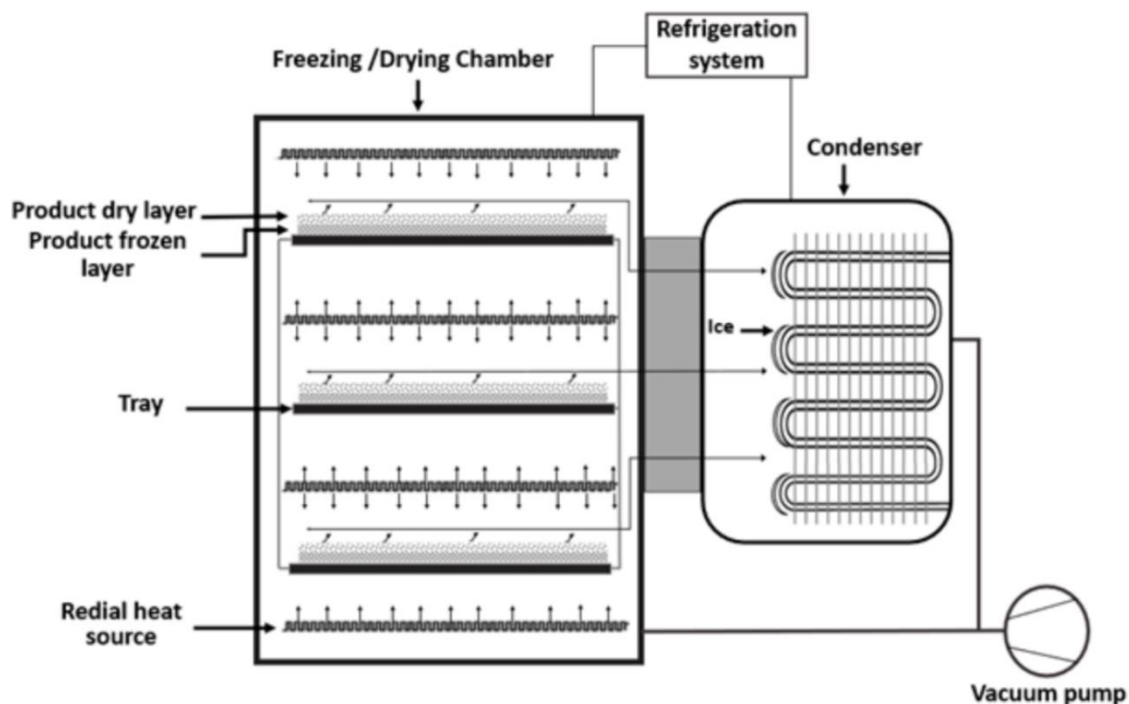 Refrigeration
system
Freezing /Drying Chamber
Condenser
Product dry layer
Product frozen
layer
Ice
Tray
Redial heat
source
Vacuum pump